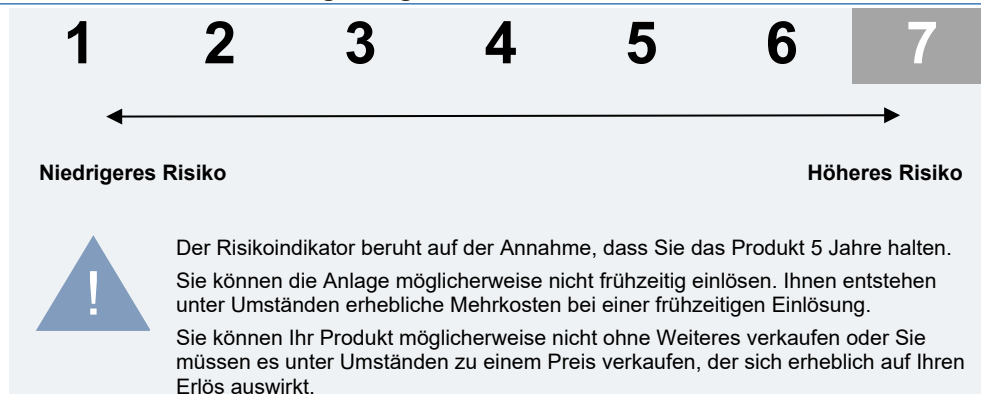 1 2 3 4 5 6 7
Niedrigeres Risiko Höheres Risiko
!
Der Risikoindikator beruht auf der Annahme, dass Sie das Produkt 5 Jahre halten.
Sie können die Anlage möglicherweise nicht frühzeitig einlösen. Ihnen entstehen
unter Umständen erhebliche Mehrkosten bei einer frühzeitigen Einlösung.
Sie können Ihr Produkt möglicherweise nicht ohne Weiteres verkaufen oder Sie
müssen es unter Umständen zu einem Preis verkaufen, der sich erheblich auf Ihren
Erlös auswirkt.